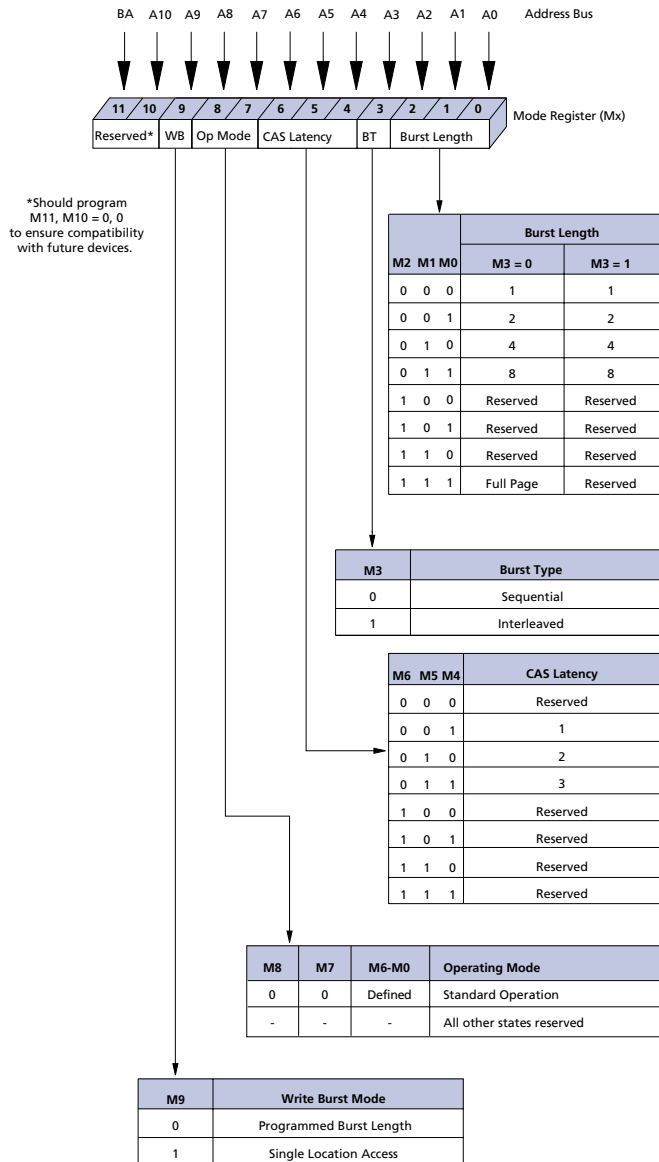 BA A10 A9 A8 A7 A6 A5 A4 A3 A2 A1 A0 Address Bus
11 10 9 8 7 6 5 4 3 2 1 0 Mode Register (Mx)
Reserved* WB Op Mode CAS Latency BT Burst Length
*Should program
M11, M10 = 0, 0
to ensure compatibility
with future devices.
Burst Length
M2 M1 M0 M3 = 0 M3 = 1
0 0 0 1 1
0 0 1 2 2
0 1 0 4 4
0 1 1 8 8
1 0 0 Reserved Reserved
1 0 1 Reserved Reserved
1 1 0 Reserved Reserved
1 1 1 Full Page Reserved
M3 Burst Type
0 Sequential
1 Interleaved
M6 M5 M4 CAS Latency
0 0 0 Reserved
0 0 1 1
0 1 0 2
0 1 1 3
1 0 0 Reserved
1 0 1 Reserved
1 1 0 Reserved
1 1 1 Reserved
M8 M7 M6-M0 Operating Mode
0 0 Defined Standard Operation
- - - All other states reserved
M9 Write Burst Mode
0 Programmed Burst Length
1 Single Location Access